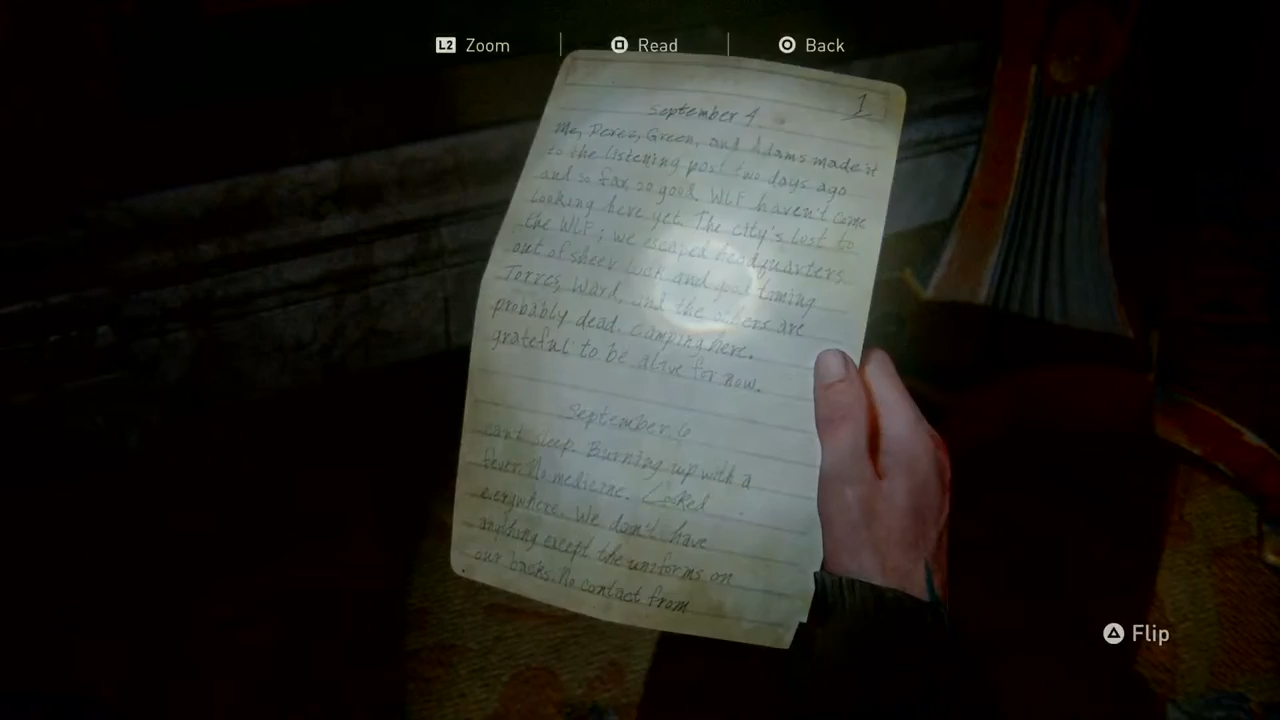 L2 Zoom
Read
Back
1
September 4
Me, Perez, Green, and Adams made it
to the listening post two days ago
and so far, so good. WLF haven't come
looking here yet. The city's lost to
the WLF; we escaped headquarters
out of sheer luck and timing
Torres, Ward, and the others are
probably dead. Camping here.
grateful to be alive for now.
September 6
can't sleep. Burning up with a
fever. No medicine. Looked
everywhere. We don't have
anything except the uniforms on
our backs. No contact from
Flip